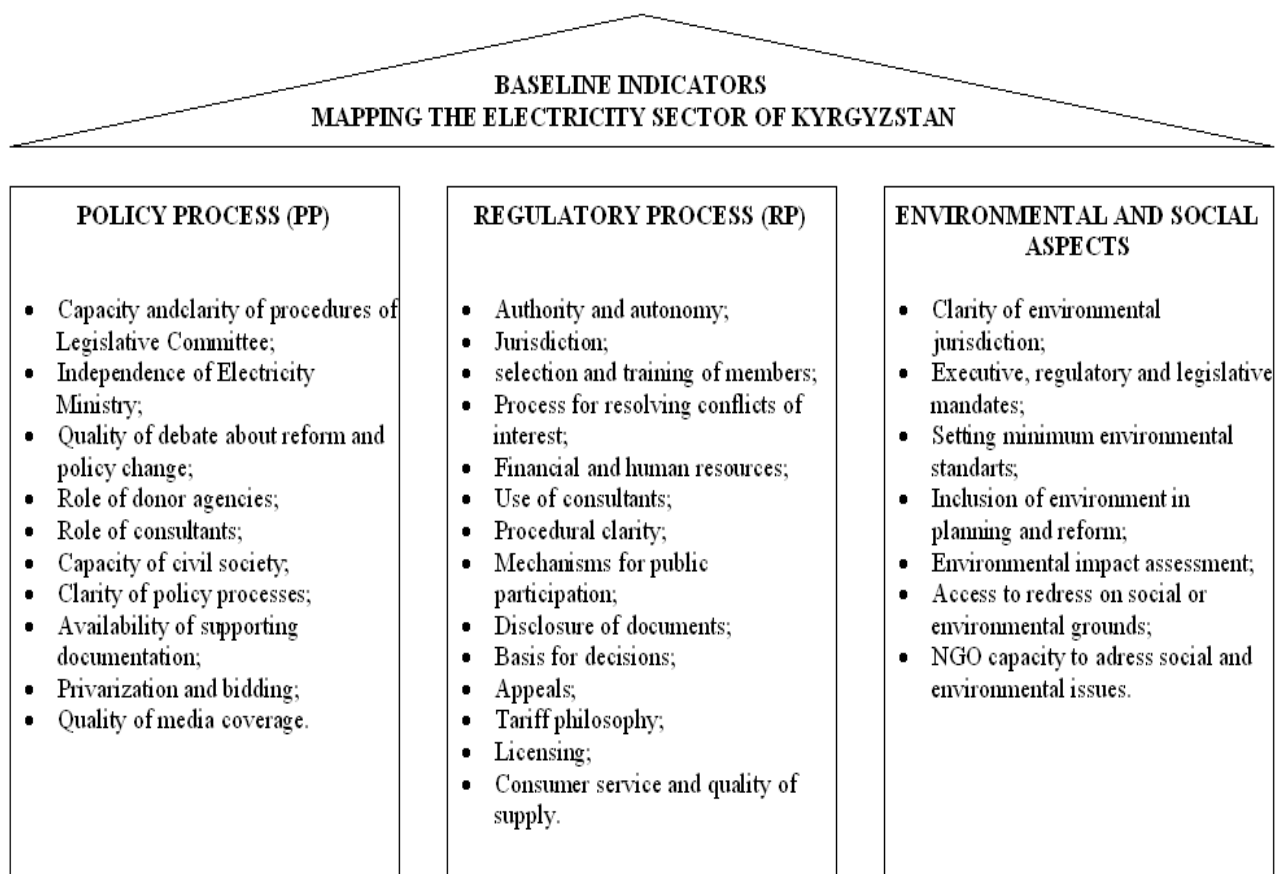 BASELINE INDICATORS
MAPPING THE ELECTRICITY SECTOR OF KYRGYZSTAN
POLICY PROCESS (PP)
• Capacity andclarity of procedures of
Legislative Committee;
• Independence of Electricity
Ministry;
• Quality of debate about reform and
policy change;
• Role of donor agencies;
• Role of consultants;
• Capacity of civil society;
• Clarity of policy processes;
• Availability of supporting
documentation;
• Privarization and bidding;
• Quality of media coverage.
REGULATORY PROCESS (RP)
• Authority and autonomy;
• Jurisdiction;
• selection and training of members;
• Process for resolving conflicts of
interest;
• Financial and human resources;
• Use of consultants;
• Procedural clarity;
• Mechanisms for public
participation;
• Disclosure of documents;
• Basis for decisions;
• Appeals;
• Tariff philosophy;
• Licensing;
• Consumer service and quality of
supply.
ENVIRONMENTAL AND SOCIAL
ASPECTS
• Clarity of environmental
jurisdiction;
• Executive, regulatory and legislative
mandates;
• Setting minimum environmental
standarts;
• Inclusion of environment in
planning and reform;
• Environmental impact assessment;
• Access to redress on social or
environmental grounds;
• NGO capacity to adress social and
environmental issues.